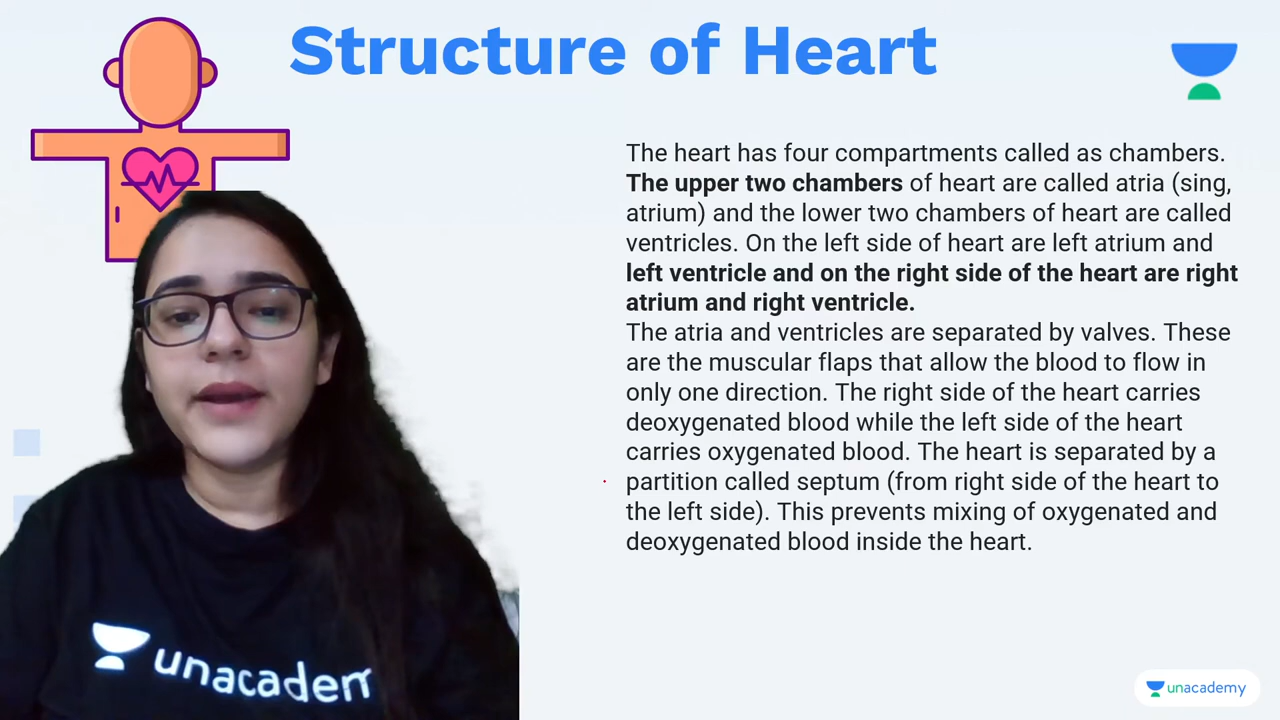 Structure of Heart
The heart has four compartments called as chambers.
The upper two chambers of heart are called atria (sing,
atrium) and the lower two chambers of heart are called
ventricles. On the left side of heart are left atrium and
left ventricle and on the right side of the heart are right
atrium and right ventricle.
The atria and ventricles are separated by valves. These
are the muscular flaps that allow the blood to flow in
only one direction. The right side of the heart carries
deoxygenated blood while the left side of the heart
carries oxygenated blood. The heart is separated by a
partition called septum (from right side of the heart to
the left side). This prevents mixing of oxygenated and
deoxygenated blood inside the heart.
unacadem
unacademy